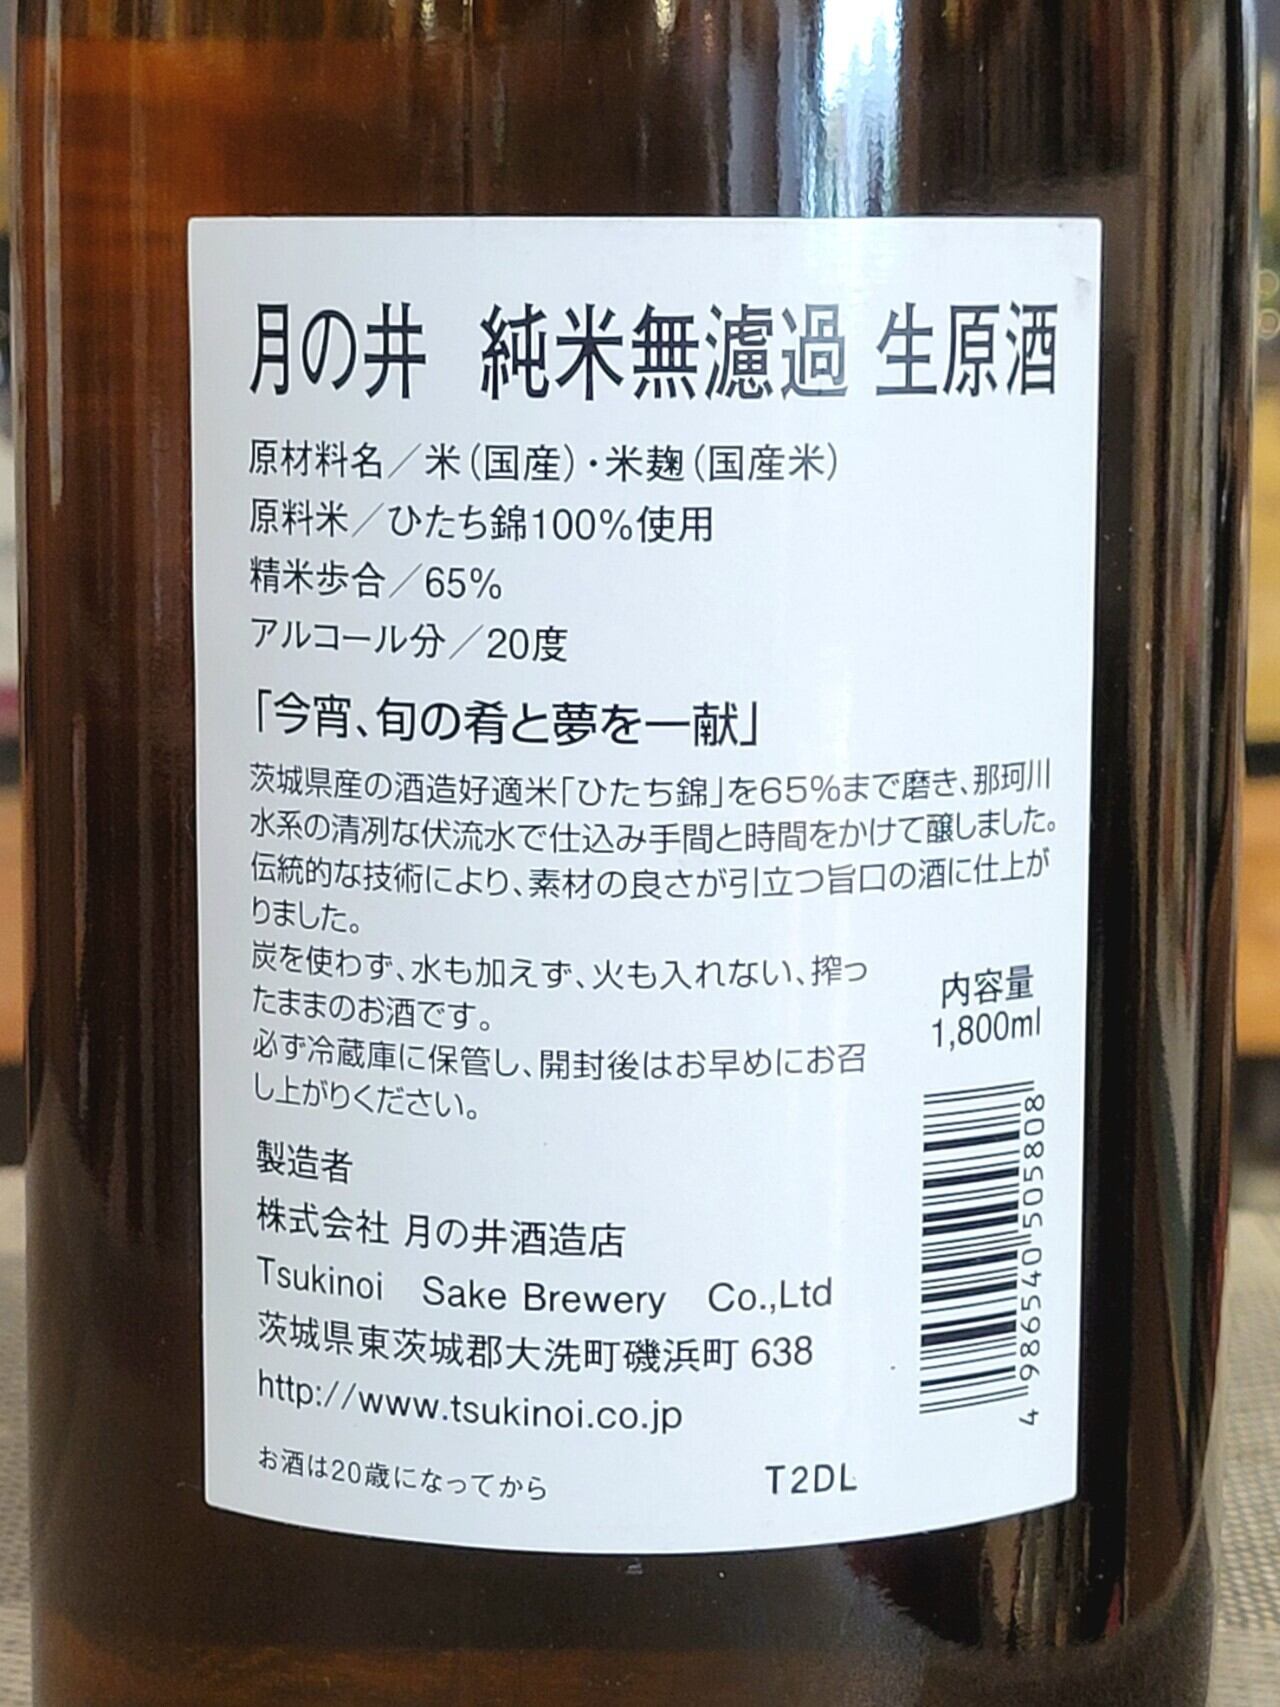 月の井 純米無濾過 生原酒
原材料名／米（国産）・米麹（国産米）
原料米／ひたち錦100％使用
精米歩合／65％
アルコール分／20度
「今宵、旬の肴と夢を一献」
茨城県産の酒造好適米「ひたち錦」を65％まで磨き、那珂川
水系の清冽な伏流水で仕込み手間と時間をかけて醸しました。
伝統的な技術により、素材の良さが引立つ旨口の酒に仕上が
りました。
炭を使わず、水も加えず、火も入れない、搾っ
たままのお酒です。
必ず冷蔵庫に保管し、開封後はお早めにお召
し上がりください。
内容量
1,800ml
製造者
株式会社 月の井酒造店
Tsukinoi Sake Brewery Co.,Ltd
茨城県東茨城郡大洗町磯浜町 638
http://www.tsukinoi.co.jp
お酒は20歳になってから
T2DL
4 986540 505808